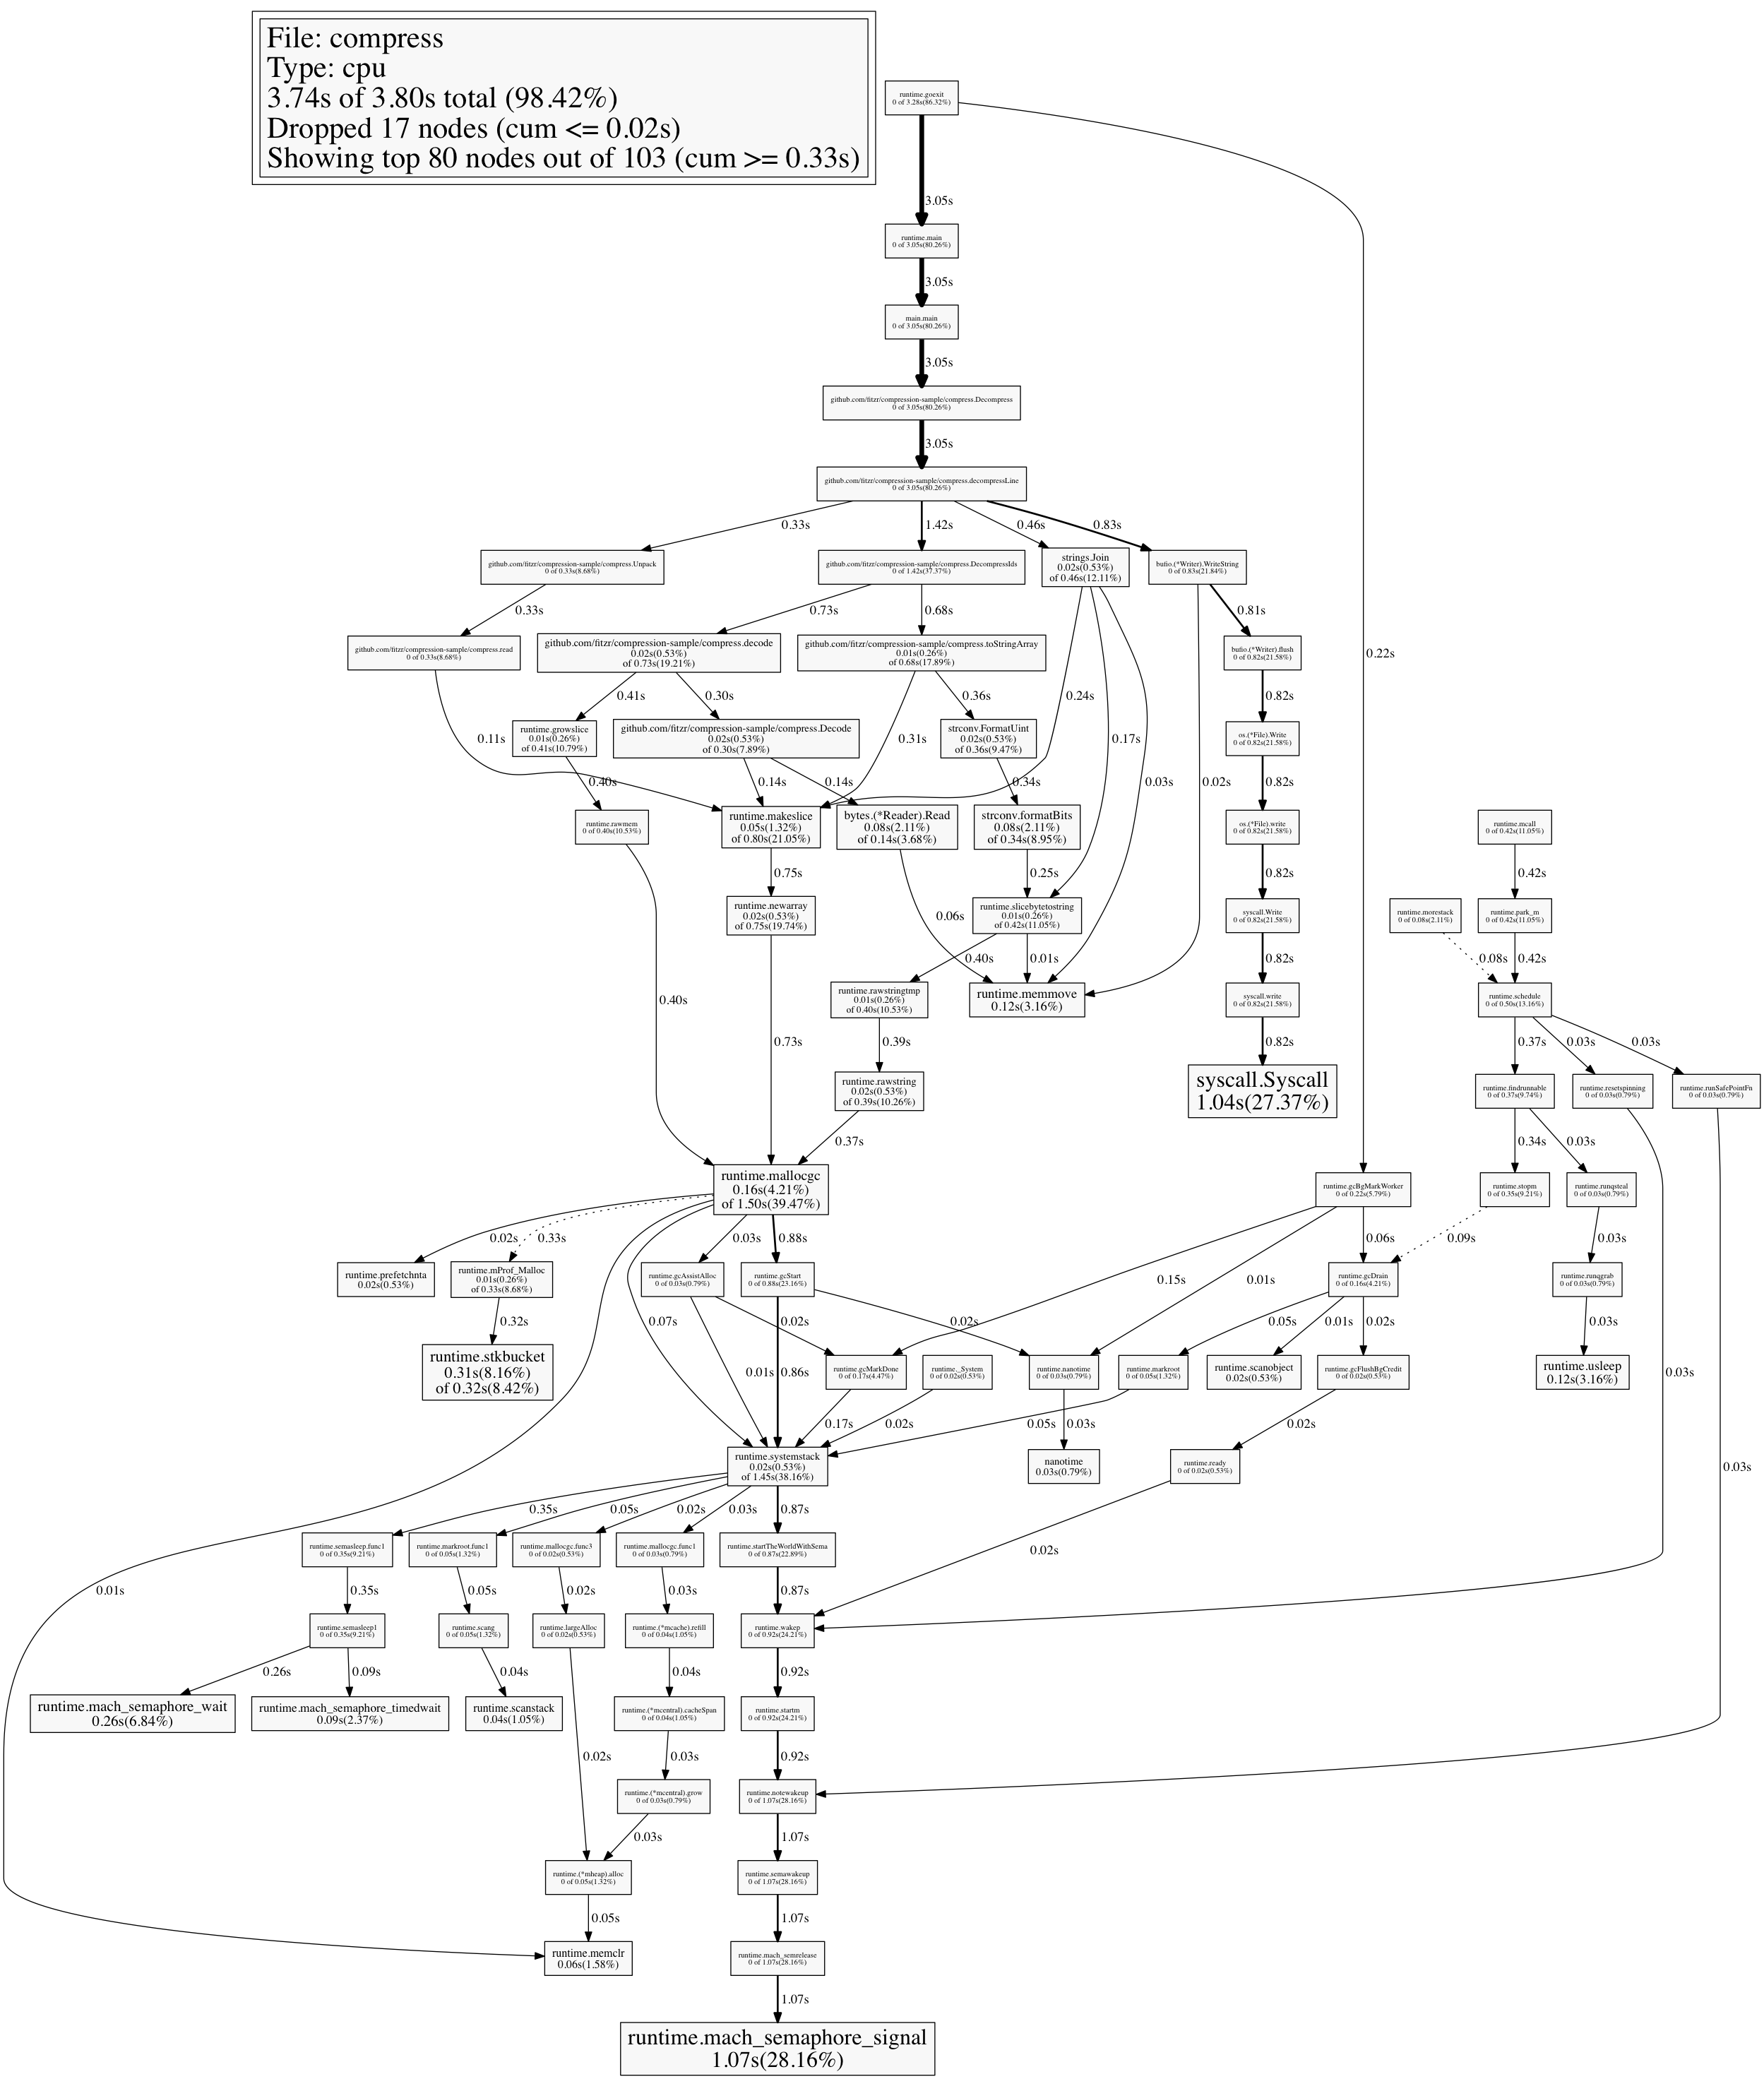 File: compress
Type: cpu
3.74s of 3.80s total (98.42%)
Dropped 17 nodes (cum <= 0.02s)
Showing top 80 nodes out of 103 (cum >= 0.33s)
runtime.goexit
0 of 3.28s(86.32%)
3.05s
runtime.main
0 of 3.05s(80.26%)
3.05s
main.main
0 of 3.05s(80.26%)
3.05s
github.com/fitzr/compression-sample/compress.Decompress
0 of 3.05s(80.26%)
3.05s
github.com/fitzr/compression-sample/compress.decompressLine
0 of 3.05s(80.26%)
0.33s
1.42s
0.46s
0.83s
github.com/fitzr/compression-sample/compress.Unpack
0 of 0.33s(8.68%)
github.com/fitzr/compression-sample/compress.DecompressIds
0 of 1.42s(37.37%)
strings.Join
0.02s(0.53%)
of 0.46s(12.11%)
bufio.(*Writer).WriteString
0 of 0.83s(21.84%)
0.33s
0.73s
0.68s
0.81s
github.com/fitzr/compression-sample/compress.read
0 of 0.33s(8.68%)
github.com/fitzr/compression-sample/compress.decode
0.02s(0.53%)
of 0.73s(19.21%)
github.com/fitzr/compression-sample/compress.toStringArray
0.01s(0.26%)
of 0.68s(17.89%)
bufio.(*Writer).flush
0 of 0.82s(21.58%)
0.22s
0.41s
0.30s
0.36s
0.24s
0.82s
runtime.growslice
0.01s(0.26%)
of 0.41s(10.79%)
github.com/fitzr/compression-sample/compress.Decode
0.02s(0.53%)
of 0.30s(7.89%)
strconv.FormatUint
0.02s(0.53%)
of 0.36s(9.47%)
os.(*File).Write
0 of 0.82s(21.58%)
0.11s
0.31s
0.17s
0.40s
0.14s
0.14s
0.34s
0.03s
0.02s
0.82s
runtime.rawmem
0 of 0.40s(10.53%)
runtime.makeslice
0.05s(1.32%)
of 0.80s(21.05%)
bytes.(*Reader).Read
0.08s(2.11%)
of 0.14s(3.68%)
strconv.formatBits
0.08s(2.11%)
of 0.34s(8.95%)
os.(*File).write
0 of 0.82s(21.58%)
runtime.mcall
0 of 0.42s(11.05%)
0.75s
0.25s
0.82s
0.42s
runtime.newarray
0.02s(0.53%)
of 0.75s(19.74%)
0.06s
runtime.slicebytetostring
0.01s(0.26%)
of 0.42s(11.05%)
syscall.Write
0 of 0.82s(21.58%)
runtime.morestack
0 of 0.08s(2.11%)
runtime.park_m
0 of 0.42s(11.05%)
0.40s
0.01s
0.82s
0.08s
0.42s
0.40s
runtime.rawstringtmp
0.01s(0.26%)
of 0.40s(10.53%)
runtime.memmove
0.12s(3.16%)
syscall.write
0 of 0.82s(21.58%)
runtime.schedule
0 of 0.50s(13.16%)
0.73s
0.39s
0.82s
0.37s
0.03s
0.03s
runtime.rawstring
0.02s(0.53%)
of 0.39s(10.26%)
syscall.Syscall
1.04s(27.37%)
runtime.findrunnable
0 of 0.37s(9.74%)
runtime.resetspinning
0 of 0.03s(0.79%)
runtime.runSafePointFn
0 of 0.03s(0.79%)
0.37s
0.34s
0.03s
runtime.mallocgc
0.16s(4.21%)
of 1.50s(39.47%)
runtime.gcBgMarkWorker
0 of 0.22s(5.79%)
runtime.stopm
0 of 0.35s(9.21%)
runtime.runqsteal
0 of 0.03s(0.79%)
0.02s
0.33s
0.03s
0.88s
0.06s
0.09s
0.03s
runtime.prefetchnta
0.02s(0.53%)
runtime.mProf_Malloc
0.01s(0.26%)
of 0.33s(8.68%)
runtime.gcAssistAlloc
0 of 0.03s(0.79%)
runtime.gcStart
0 of 0.88s(23.16%)
0.15s
0.01s
runtime.gcDrain
0 of 0.16s(4.21%)
runtime.runqgrab
0 of 0.03s(0.79%)
0.32s
0.07s
0.02s
0.02s
0.05s
0.01s
0.02s
0.03s
runtime.stkbucket
0.31s(8.16%)
of 0.32s(8.42%)
0.01s
0.86s
runtime.gcMarkDone
0 of 0.17s(4.47%)
runtime._System
0 of 0.02s(0.53%)
runtime.nanotime
0 of 0.03s(0.79%)
runtime.markroot
0 of 0.05s(1.32%)
runtime.scanobject
0.02s(0.53%)
runtime.gcFlushBgCredit
0 of 0.02s(0.53%)
runtime.usleep
0.12s(3.16%)
0.03s
0.17s
0.02s
0.05s
0.03s
0.02s
runtime.systemstack
0.02s(0.53%)
of 1.45s(38.16%)
nanotime
0.03s(0.79%)
runtime.ready
0 of 0.02s(0.53%)
0.03s
0.35s
0.05s
0.02s
0.03s
0.87s
runtime.semasleep.func1
0 of 0.35s(9.21%)
runtime.markroot.func1
0 of 0.05s(1.32%)
runtime.mallocgc.func3
0 of 0.02s(0.53%)
runtime.mallocgc.func1
0 of 0.03s(0.79%)
runtime.startTheWorldWithSema
0 of 0.87s(22.89%)
0.02s
0.01s
0.35s
0.05s
0.02s
0.03s
0.87s
runtime.semasleep1
0 of 0.35s(9.21%)
runtime.scang
0 of 0.05s(1.32%)
runtime.largeAlloc
0 of 0.02s(0.53%)
runtime.(*mcache).refill
0 of 0.04s(1.05%)
runtime.wakep
0 of 0.92s(24.21%)
0.26s
0.09s
0.04s
0.04s
0.92s
runtime.mach_semaphore_wait
0.26s(6.84%)
runtime.mach_semaphore_timedwait
0.09s(2.37%)
runtime.scanstack
0.04s(1.05%)
runtime.(*mcentral).cacheSpan
0 of 0.04s(1.05%)
runtime.startm
0 of 0.92s(24.21%)
0.02s
0.03s
0.92s
runtime.(*mcentral).grow
0 of 0.03s(0.79%)
runtime.notewakeup
0 of 1.07s(28.16%)
0.03s
1.07s
runtime.(*mheap).alloc
0 of 0.05s(1.32%)
runtime.semawakeup
0 of 1.07s(28.16%)
0.05s
1.07s
runtime.memclr
0.06s(1.58%)
runtime.mach_semrelease
0 of 1.07s(28.16%)
1.07s
runtime.mach_semaphore_signal
1.07s(28.16%)